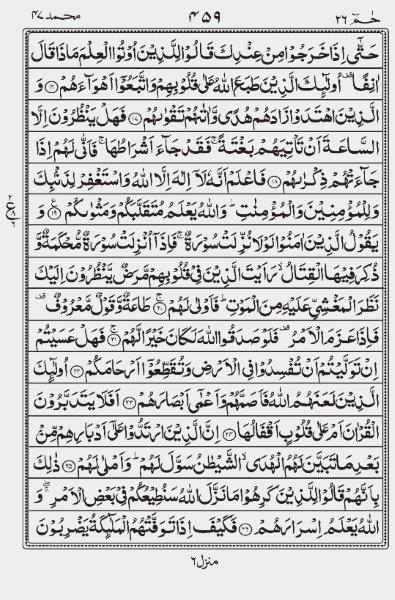 حٰمٓ ٢٦ ۴۵۹ محمد ۴٧
حَتّٰۤى اِذَا خَرَجُوْا مِنْ عِنْدِكَ قَالُوْا لِلَّذِيْنَ اُوْتُوا الْعِلْمَ مَاذَا قَالَ
اٰنِفًا ۫ اُولٰٓئِكَ الَّذِيْنَ طَبَعَ اللّٰهُ عَلٰى قُلُوْبِهِمْ وَاتَّبَعُوْۤا اَهْوَآءَهُمْ ﴿١٦﴾ وَ
الَّذِيْنَ اهْتَدَوْا زَادَهُمْ هُدًى وَّاٰتٰىهُمْ تَقْوٰىهُمْ ﴿١٧﴾ فَهَلْ يَنْظُرُوْنَ اِلَّا
السَّاعَةَ اَنْ تَاْتِيَهُمْ بَغْتَةً ۚ فَقَدْ جَآءَ اَشْرَاطُهَا ۚ فَاَنّٰى لَهُمْ اِذَا
جَآءَتْهُمْ ذِكْرٰىهُمْ ﴿١٨﴾ فَاعْلَمْ اَنَّهٗ لَاۤ اِلٰهَ اِلَّا اللّٰهُ وَاسْتَغْفِرْ لِذَنْۢبِكَ
وَلِلْمُؤْمِنِيْنَ وَالْمُؤْمِنٰتِ ؕ وَاللّٰهُ يَعْلَمُ مُتَقَلَّبَكُمْ وَمَثْوٰىكُمْ ﴿١٩﴾ وَ
يَقُوْلُ الَّذِيْنَ اٰمَنُوْا لَوْلَا نُزِّلَتْ سُوْرَةٌ ۚ فَاِذَاۤ اُنْزِلَتْ سُوْرَةٌ مُّحْكَمَةٌ وَّ
ذُكِرَ فِيْهَا الْقِتَالُ ۙ رَاَيْتَ الَّذِيْنَ فِيْ قُلُوْبِهِمْ مَّرَضٌ يَّنْظُرُوْنَ اِلَيْكَ
نَظَرَ الْمَغْشِيِّ عَلَيْهِ مِنَ الْمَوْتِ ؕ فَاَوْلٰى لَهُمْ ﴿٢٠﴾ طَاعَةٌ وَّقَوْلٌ مَّعْرُوْفٌ ۫
فَاِذَا عَزَمَ الْاَمْرُ ۫ فَلَوْ صَدَقُوا اللّٰهَ لَكَانَ خَيْرًا لَّهُمْ ﴿٢١﴾ فَهَلْ عَسَيْتُمْ
اِنْ تَوَلَّيْتُمْ اَنْ تُفْسِدُوْا فِي الْاَرْضِ وَتُقَطِّعُوْۤا اَرْحَامَكُمْ ﴿٢٢﴾ اُولٰٓئِكَ
الَّذِيْنَ لَعَنَهُمُ اللّٰهُ فَاَصَمَّهُمْ وَاَعْمٰۤى اَبْصَارَهُمْ ﴿٢٣﴾ اَفَلَا يَتَدَبَّرُوْنَ
الْقُرْاٰنَ اَمْ عَلٰى قُلُوْبٍ اَقْفَالُهَا ﴿٢٤﴾ اِنَّ الَّذِيْنَ ارْتَدُّوْا عَلٰۤى اَدْبَارِهِمْ مِّنْۢ
بَعْدِ مَا تَبَيَّنَ لَهُمُ الْهُدَى ۙ الشَّيْطٰنُ سَوَّلَ لَهُمْ ؕ وَاَمْلٰى لَهُمْ ﴿٢٥﴾ ذٰلِكَ
بِاَنَّهُمْ قَالُوْا لِلَّذِيْنَ كَرِهُوْا مَا نَزَّلَ اللّٰهُ سَنُطِيْعُكُمْ فِيْ بَعْضِ الْاَمْرِ ۖۚ وَ
اللّٰهُ يَعْلَمُ اِسْرَارَهُمْ ﴿٢٦﴾ فَكَيْفَ اِذَا تَوَفَّتْهُمُ الْمَلٰٓئِكَةُ يَضْرِبُوْنَ
منزل ٦